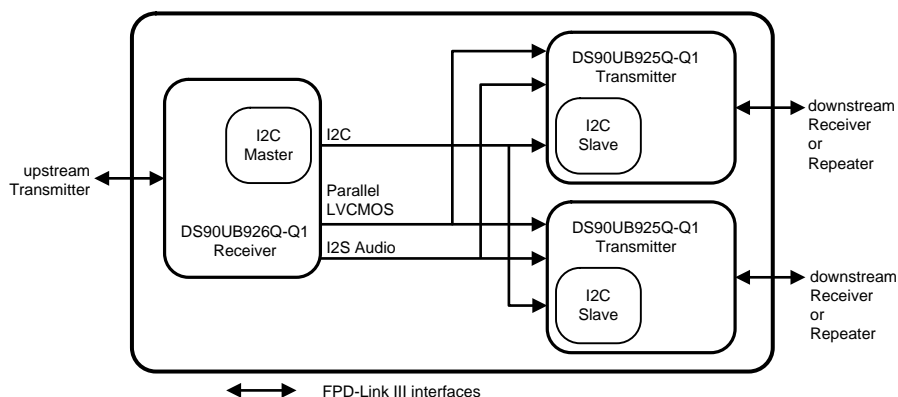 DS90UB925Q-Q1
Transmitter
I2C
Slave
downstream
Receiver
or
Repeater
I2C
Master
I2C
upstream
Transmitter
Parallel
LVCMOS
DS90UB926Q-Q1
Receiver
I2S Audio
DS90UB925Q-Q1
Transmitter
I2C
Slave
downstream
Receiver
or
Repeater
FPD-Link III interfaces